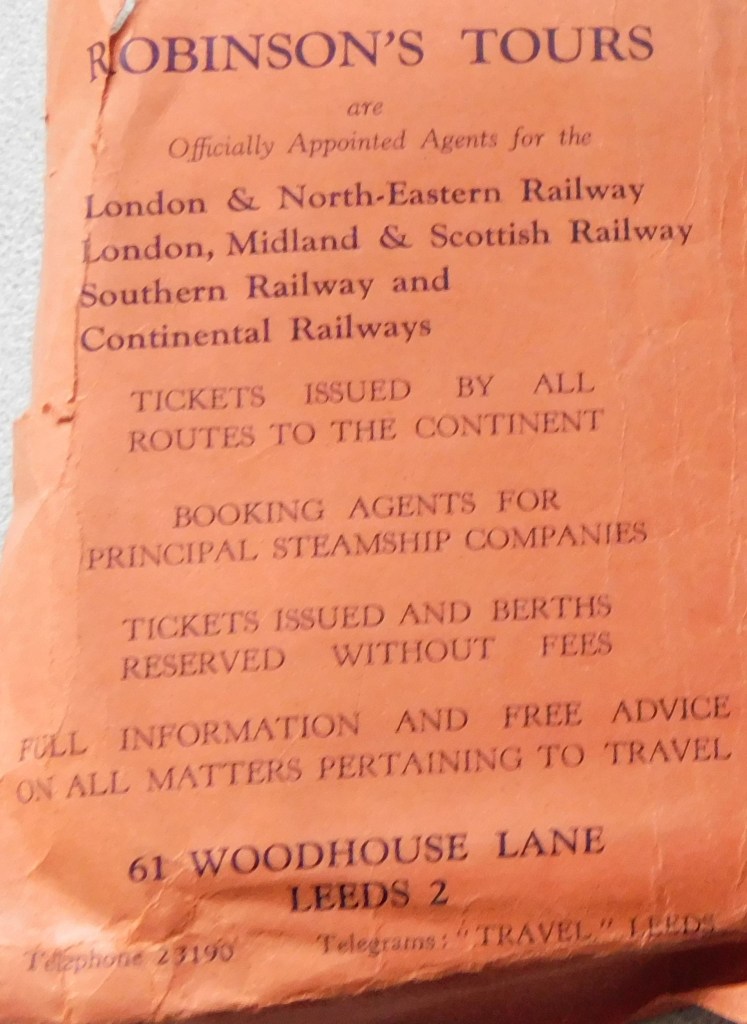 ROBINSON'S TOURS
are
Officially Appointed Agents for the
London & North-Eastern Railway
London, Midland & Scottish Railway
Southern Railway and
Continental Railways
TICKETS ISSUED BY ALL
ROUTES TO THE CONTINENT
BOOKING AGENTS FOR
PRINCIPAL STEAMSHIP COMPANIES
TICKETS ISSUED AND BERTHS
RESERVED WITHOUT FEES
FULL INFORMATION AND FREE ADVICE
ON ALL MATTERS PERTAINING TO TRAVEL
61 WOODHOUSE LANE
LEEDS 2
Telephone 23190 Telegrams: "TRAVEL" LEEDS